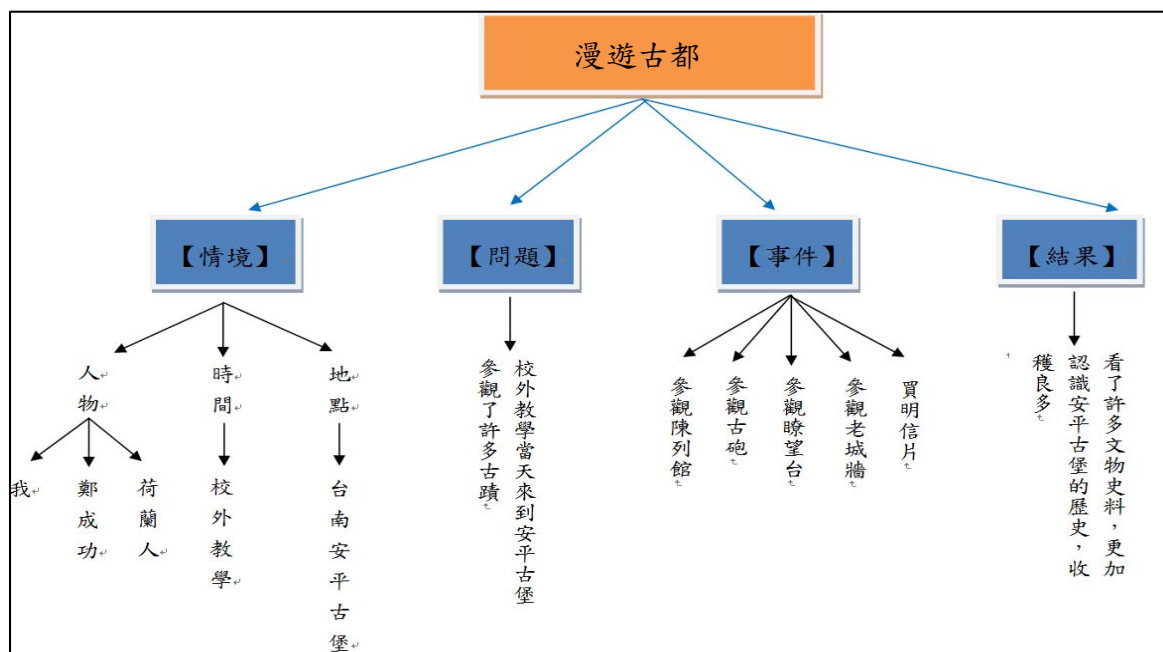 漫遊古都
【情境】
【問題】
【事件】
【結果】
人物
時間
地點
我
鄭成功
荷蘭人
校外教學
台南安平古堡
校外教學當天來到安平古堡
參觀了許多古蹟
參觀陳列館
參觀古砲
參觀瞭望台
參觀老城牆
買明信片
看了許多文物史料，更加
認識安平古堡的歷史，收
穫良多